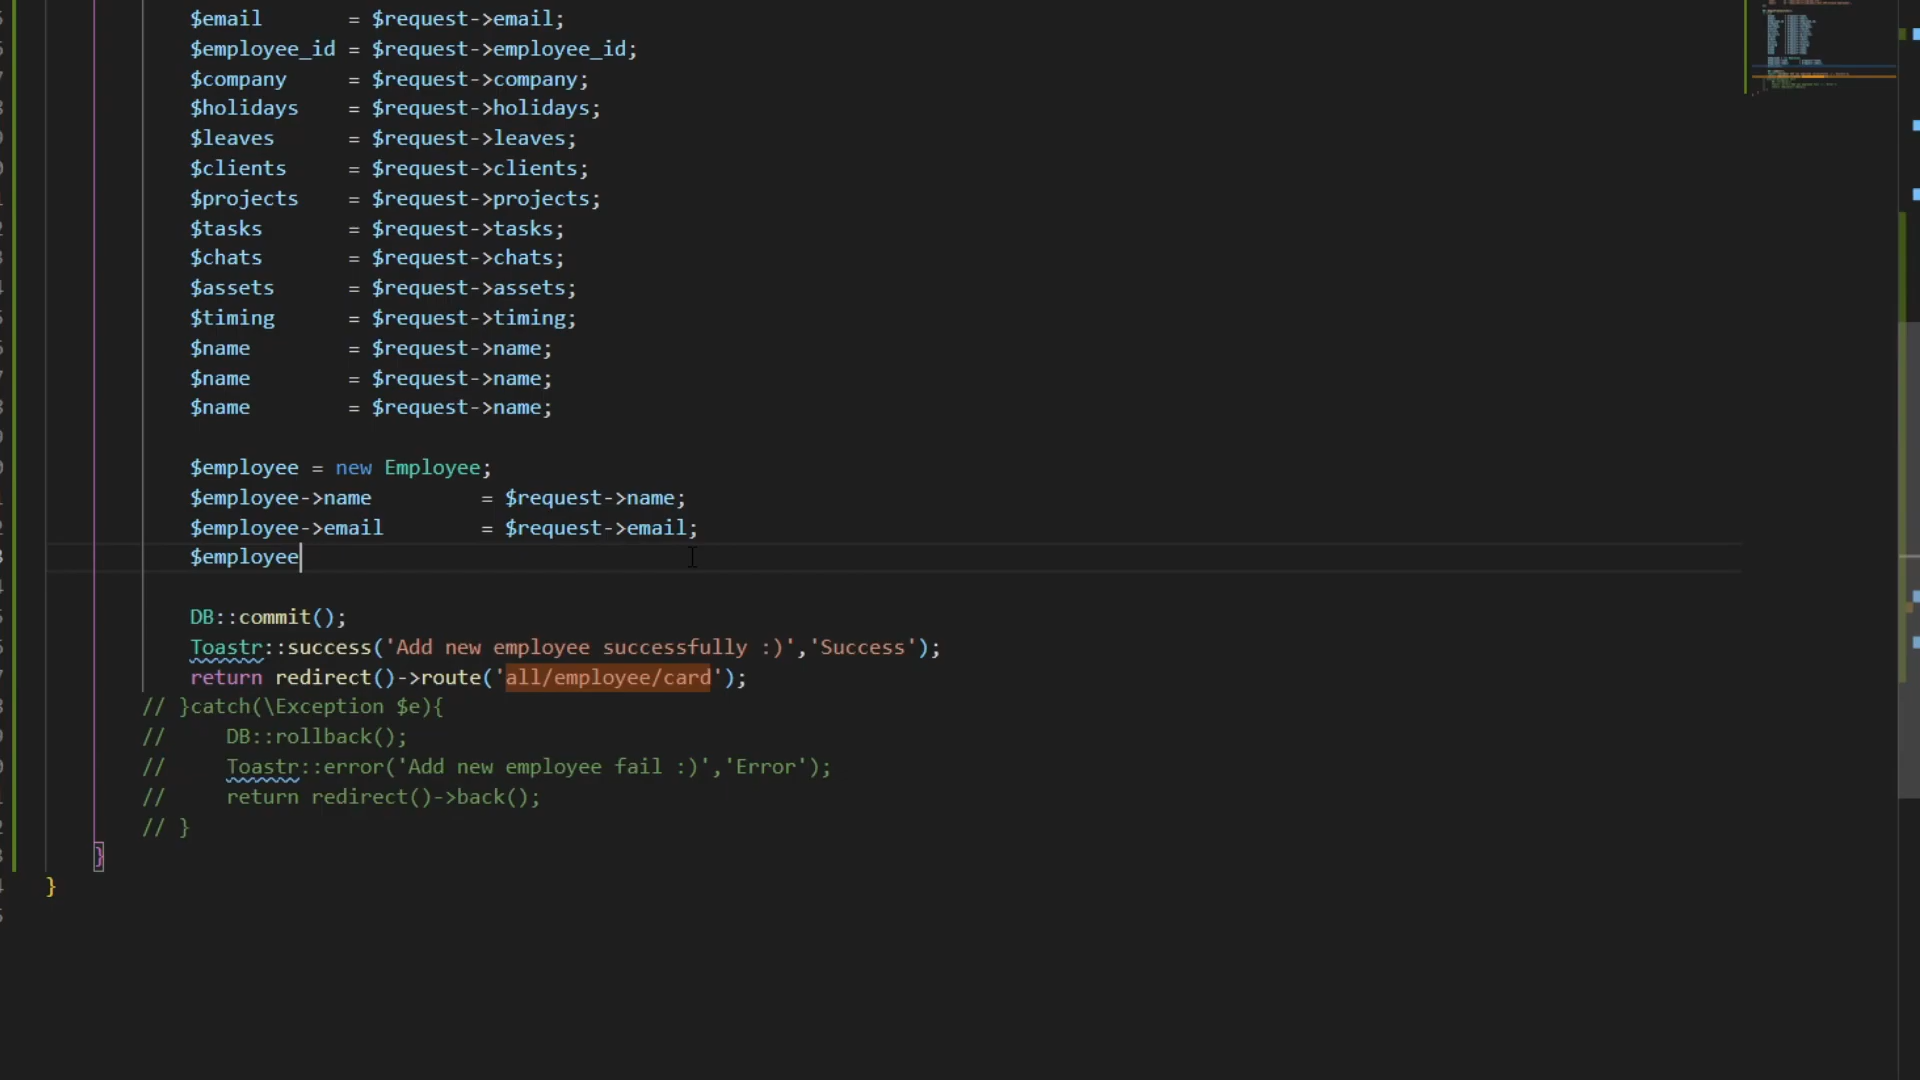 $email       = $request->email;
$employee_id = $request->employee_id;
$company     = $request->company;
$holidays    = $request->holidays;
$leaves      = $request->leaves;
$clients     = $request->clients;
$projects    = $request->projects;
$tasks       = $request->tasks;
$chats       = $request->chats;
$assets      = $request->assets;
$timing      = $request->timing;
$name        = $request->name;
$name        = $request->name;
$name        = $request->name;
$employee = new Employee;
$employee->name         = $request->name;
$employee->email        = $request->email;
$employee
DB::commit();
Toastr::success('Add new employee successfully :)','Success');
return redirect()->route('all/employee/card');
// }catch(\Exception $e){
//     DB::rollback();
//     Toastr::error('Add new employee fail :)','Error');
//     return redirect()->back();
// }
}
}